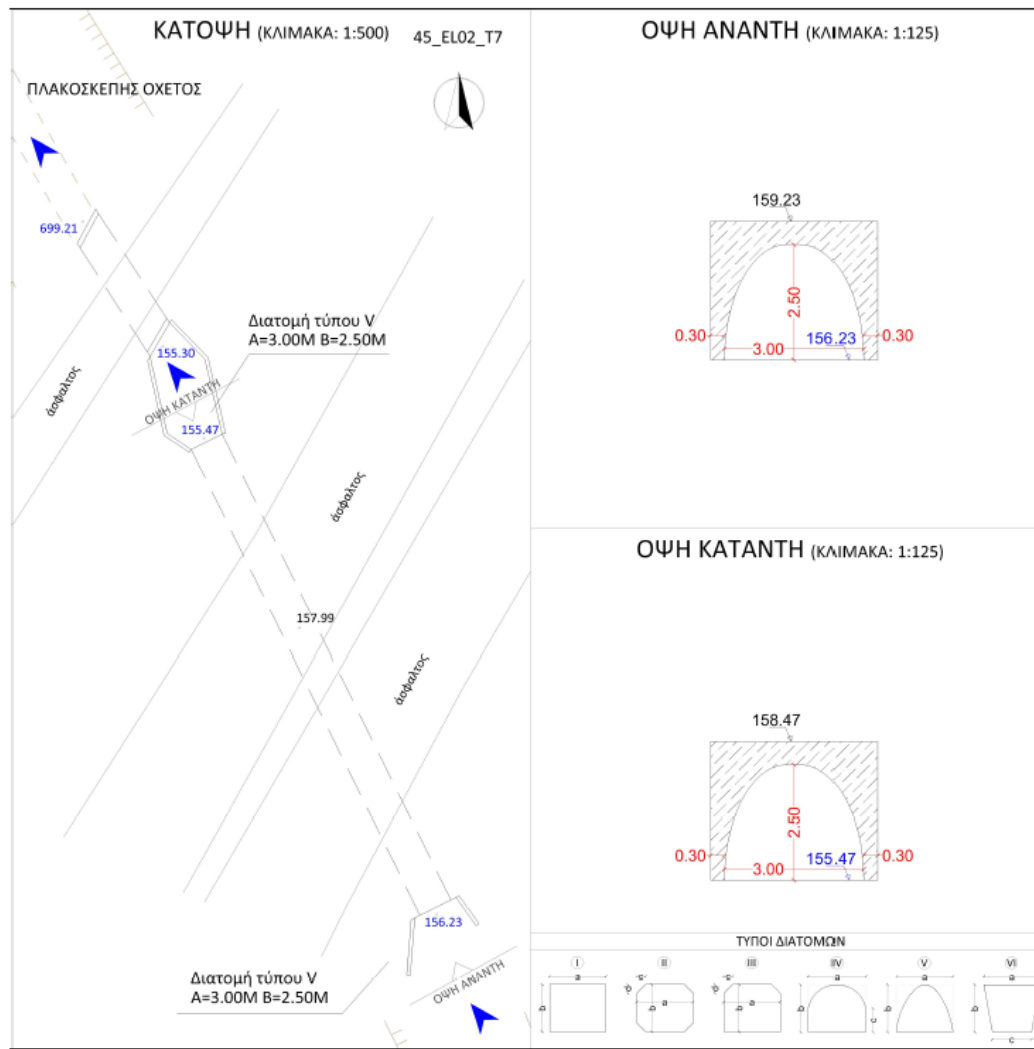 ΚΑΤΟΨΗ (ΚΛΙΜΑΚΑ: 1:500) 45_EL02_T7
ΠΛΑΚΟΣΚΕΠΗΣ ΟΧΕΤΟΣ
699.21
Διατομή τύπου V
A=3.00M B=2.50M
155.30
ΟΨΗ ΚΑΤΑΝΤΗ
155.47
άσφαλτος
άσφαλτος
157.99
άσφαλτος
156.23
Διατομή τύπου V
A=3.00M B=2.50M
ΟΨΗ ΑΝΑΝΤΗ
ΟΨΗ ΑΝΑΝΤΗ (ΚΛΙΜΑΚΑ: 1:125)
159.23
2.50
0.30 3.00 156.23 0.30
ΟΨΗ ΚΑΤΑΝΤΗ (ΚΛΙΜΑΚΑ: 1:125)
158.47
2.50
0.30 3.00 155.47 0.30
ΤΥΠΟΙ ΔΙΑΤΟΜΩΝ
I II III IV V VI
a c c a a a
b d b a d b a b c b b c